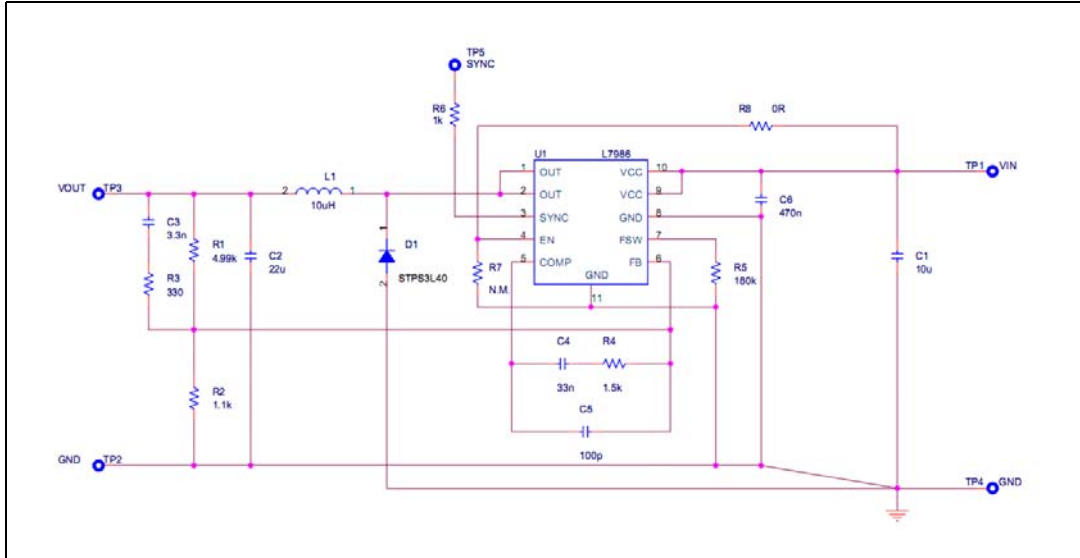 TP5
SYNC
R6
1k
R8 0R
U1 L7986
1 OUT VCC 10
2 OUT VCC 9
3 SYNC GND 8
4 EN FSW 7
5 COMP FB 6
GND
11
TP1 VIN
VOUT TP3
L1
2 1
10uH
C3
3.3n
R1
4.99k
C2
22u
R3
330
1
D1
STPS3L40
2
R7
N.M.
R5
180k
C6
470n
C1
10u
C4 R4
33n 1.5k
C5
100p
R2
1.1k
GND TP2
TP4 GND